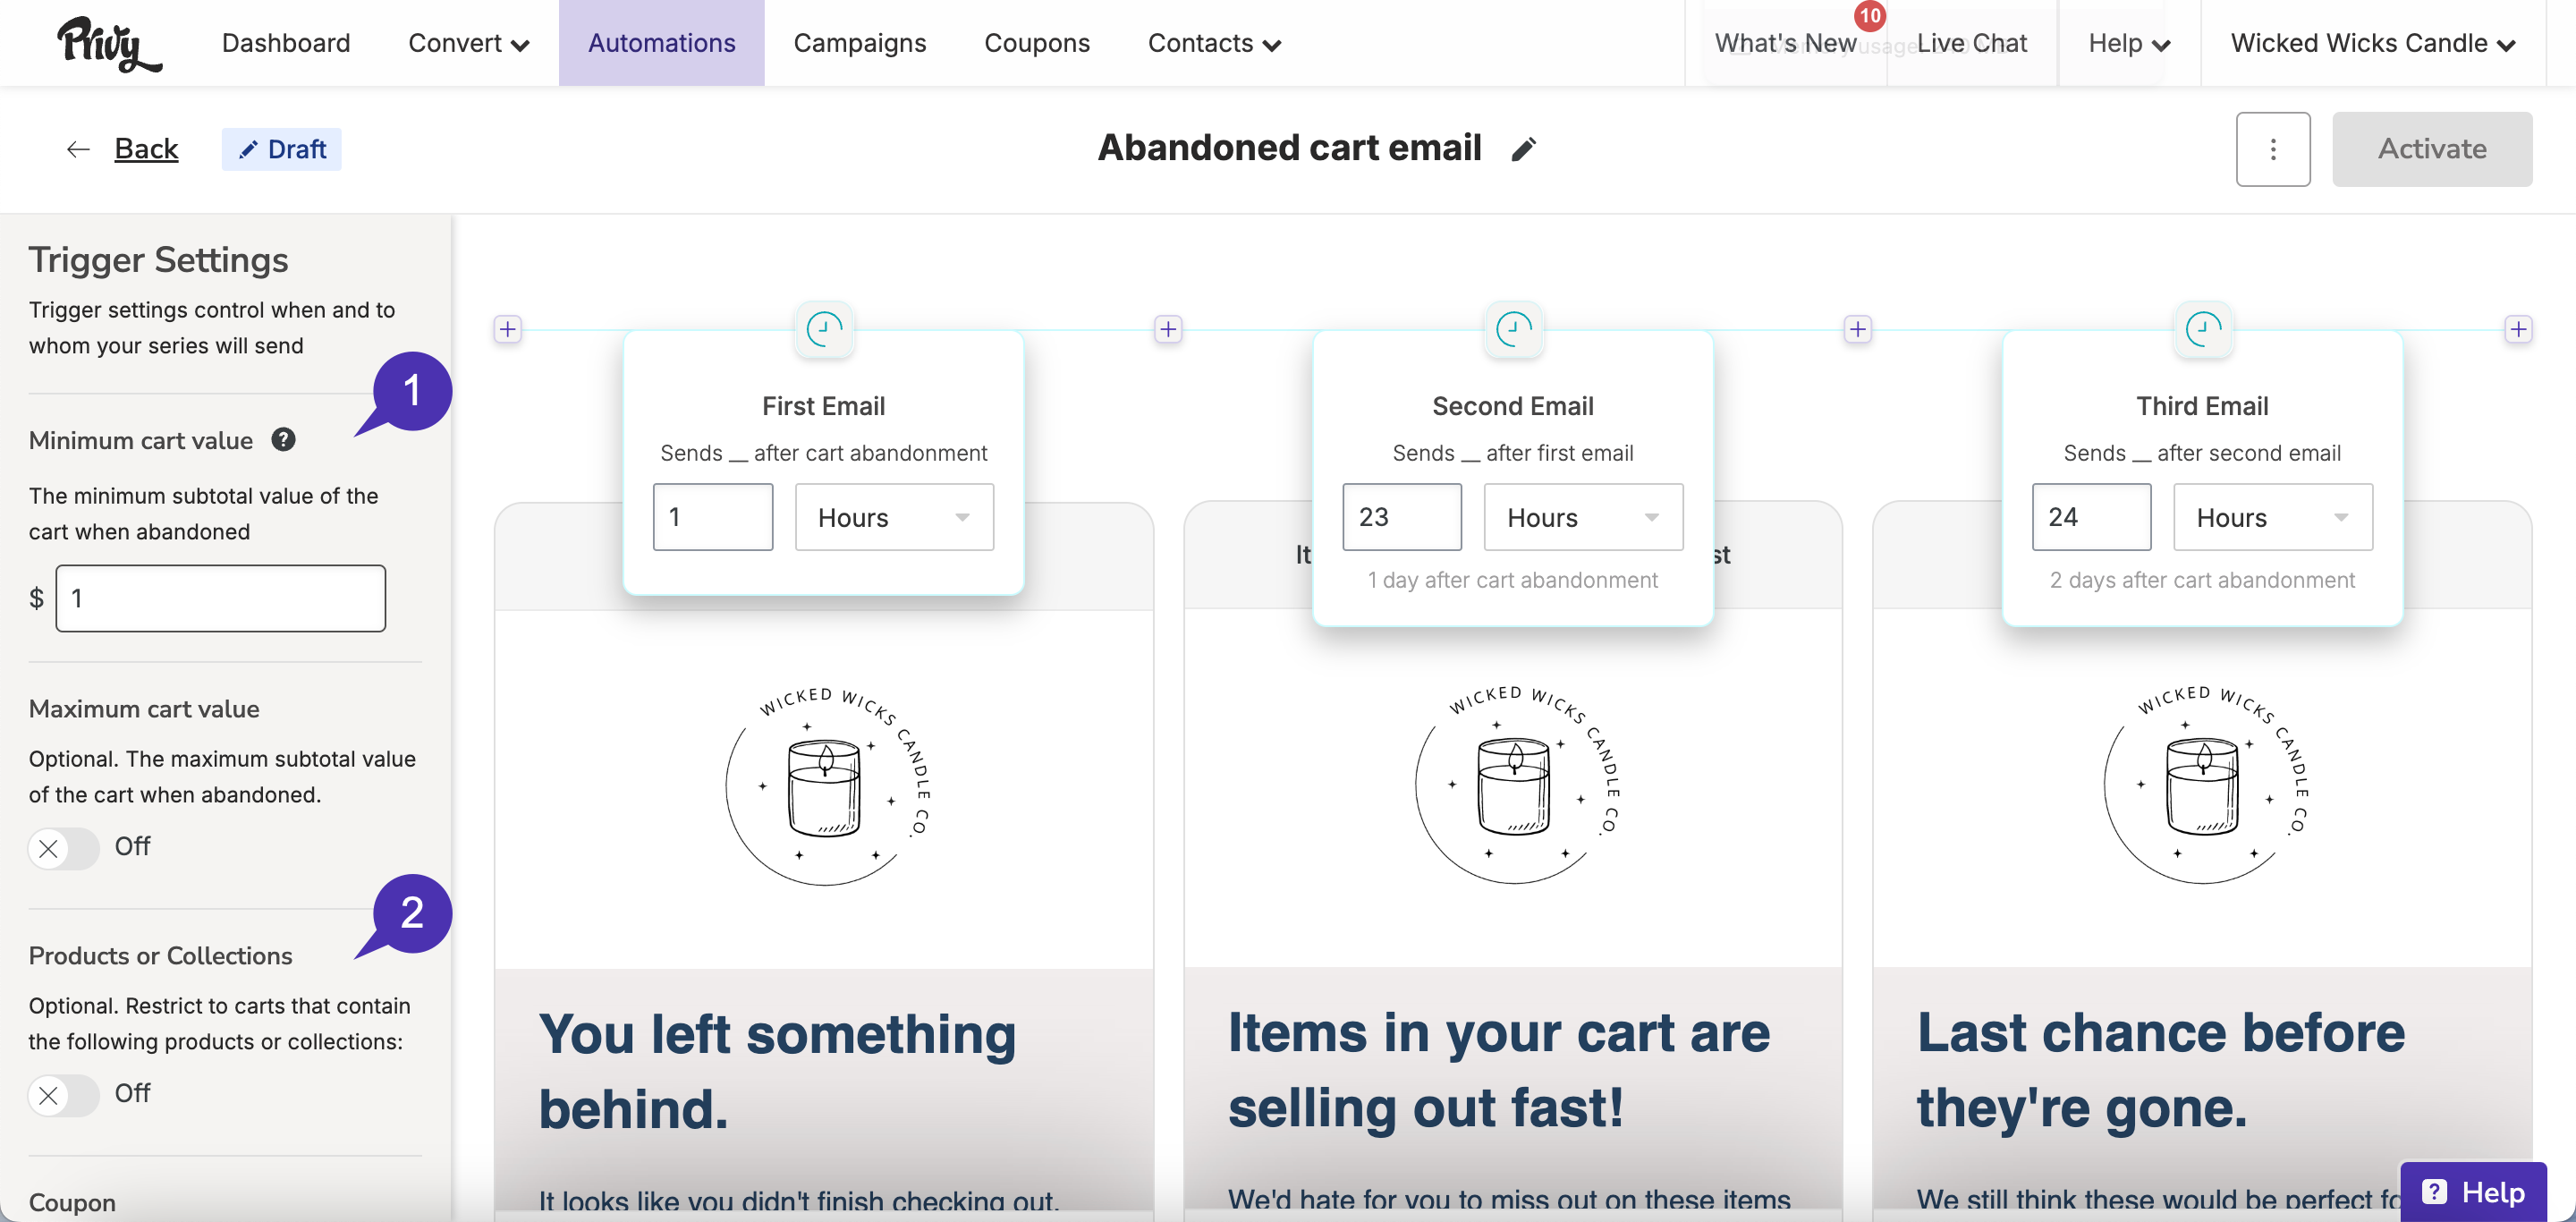 Privy
Dashboard
Convert
Automations
Campaigns
Coupons
Contacts
What's New
10
Live Chat
Help
Wicked Wicks Candle
Back
Draft
Abandoned cart email
Activate
Trigger Settings
Trigger settings control when and to
whom your series will send
1
Minimum cart value ?
The minimum subtotal value of the
cart when abandoned
$ 1
Maximum cart value
Optional. The maximum subtotal value
of the cart when abandoned.
Off
2
Products or Collections
Optional. Restrict to carts that contain
the following products or collections:
Off
Coupon
First Email
Sends __ after cart abandonment
1 Hours
WICKED WICKS CANDLE CO.
You left something
behind.
It looks like you didn't finish checking out.
Second Email
Sends __ after first email
23 Hours
1 day after cart abandonment
It
st
WICKED WICKS CANDLE CO.
Items in your cart are
selling out fast!
We'd hate for you to miss out on these items
Third Email
Sends __ after second email
24 Hours
2 days after cart abandonment
WICKED WICKS CANDLE CO.
Last chance before
they're gone.
We still think these would be perfect
? Help